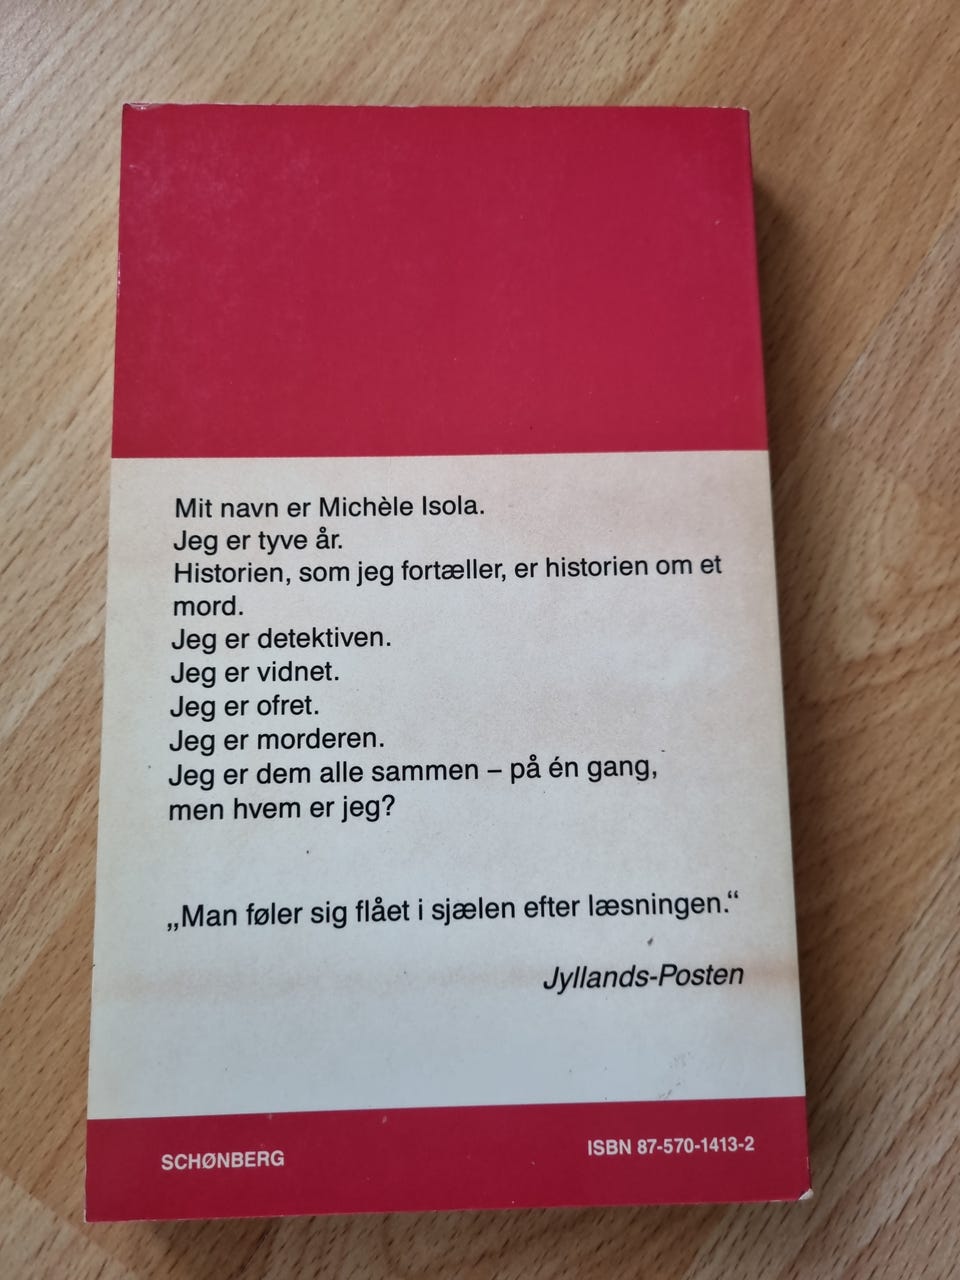 Mit navn er Michèle Isola.
Jeg er tyve år.
Historien, som jeg fortæller, er historien om et
mord.
Jeg er detektiven.
Jeg er vidnet.
Jeg er ofret.
Jeg er morderen.
Jeg er dem alle sammen – på én gang,
men hvem er jeg?
„Man føler sig flået i sjælen efter læsningen.“
Jyllands-Posten
SCHØNBERG
ISBN 87-570-1413-2